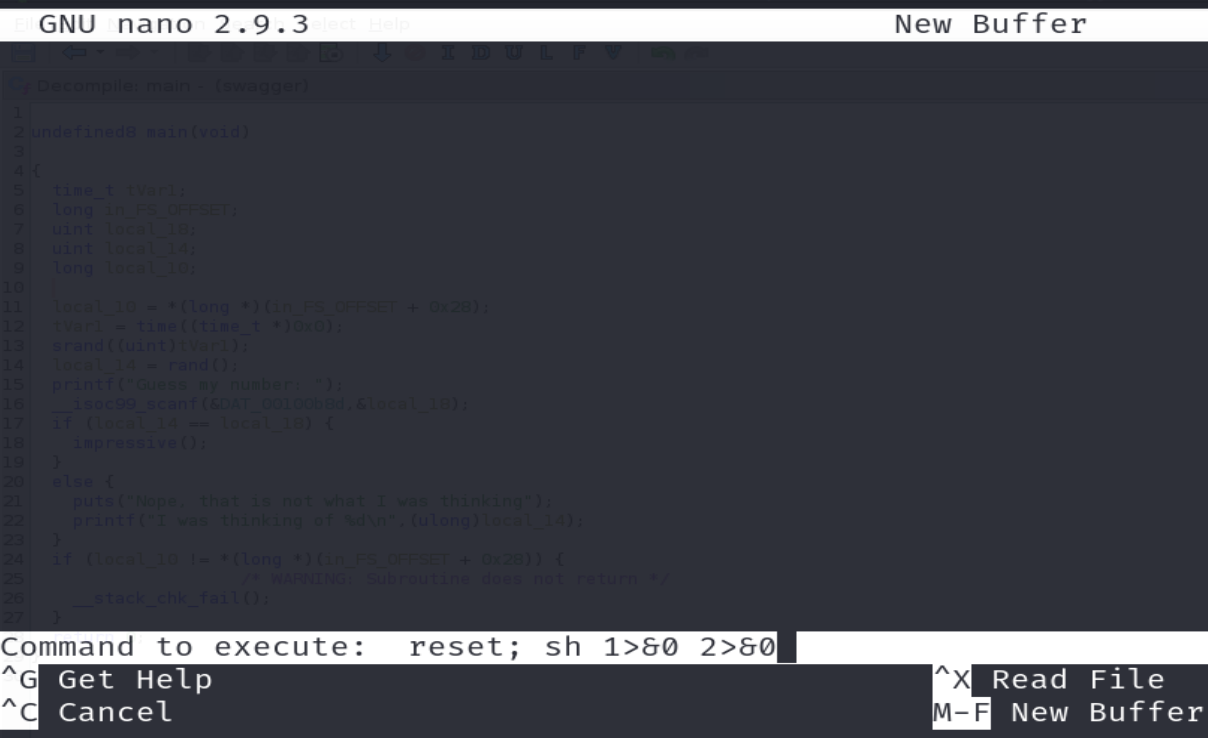 GNU nano 2.9.3 New Buffer
Decompile: main - (swagger)
1
2 undefined8 main(void)
3
4 {
5 time_t tVar1;
6 long in_FS_OFFSET;
7 uint local_18;
8 uint local_14;
9 long local_10;
10
11 local_10 = *(long *)(in_FS_OFFSET + 0x28);
12 tVar1 = time((time_t *)0x0);
13 srand((uint)tVar1);
14 local_14 = rand();
15 printf("Guess my number: ");
16 __isoc99_scanf(&DAT_00100b8d,&local_18);
17 if (local_14 == local_18) {
18 impressive();
19 }
20 else {
21 puts("Nope, that is not what I was thinking");
22 printf("I was thinking of %d\n",(ulong)local_14);
23 }
24 if (local_10 != *(long *)(in_FS_OFFSET + 0x28)) {
25 /* WARNING: Subroutine does not return */
26 __stack_chk_fail();
27 }
Command to execute: reset; sh 1>&0 2>&0
^G Get Help ^X Read File
^C Cancel M-F New Buffer